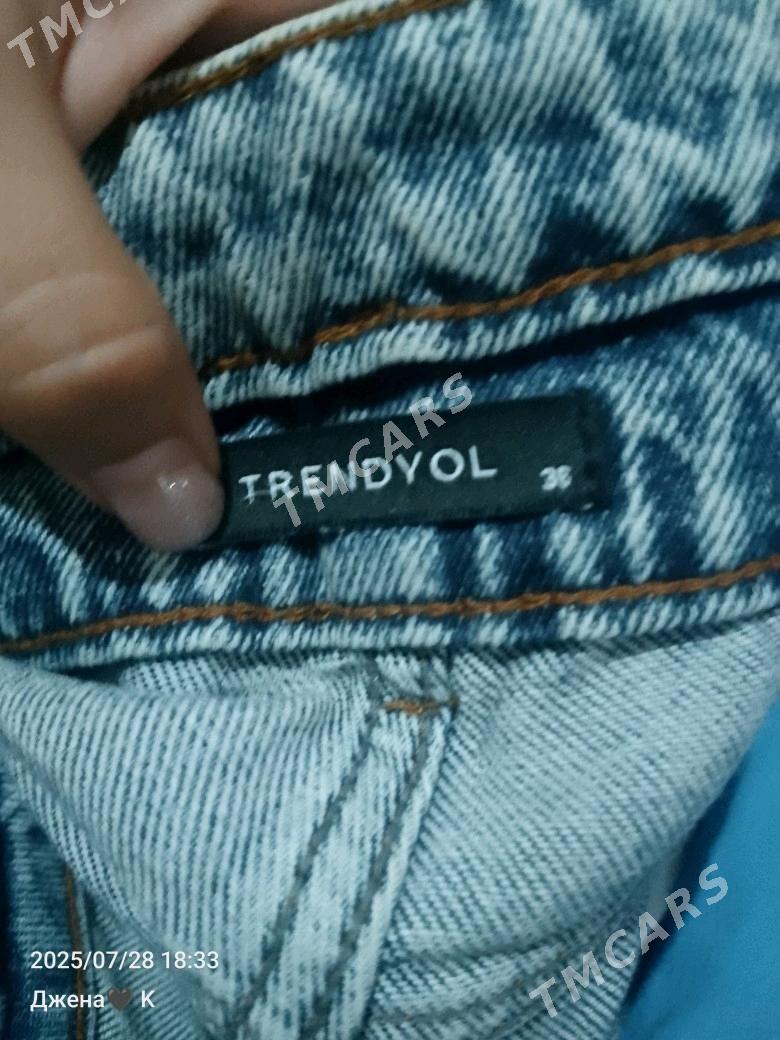 TMCARS
TRENDYOL 36
TMCARS
TMCARS
2025/07/28 18:33
Джена🖤 K